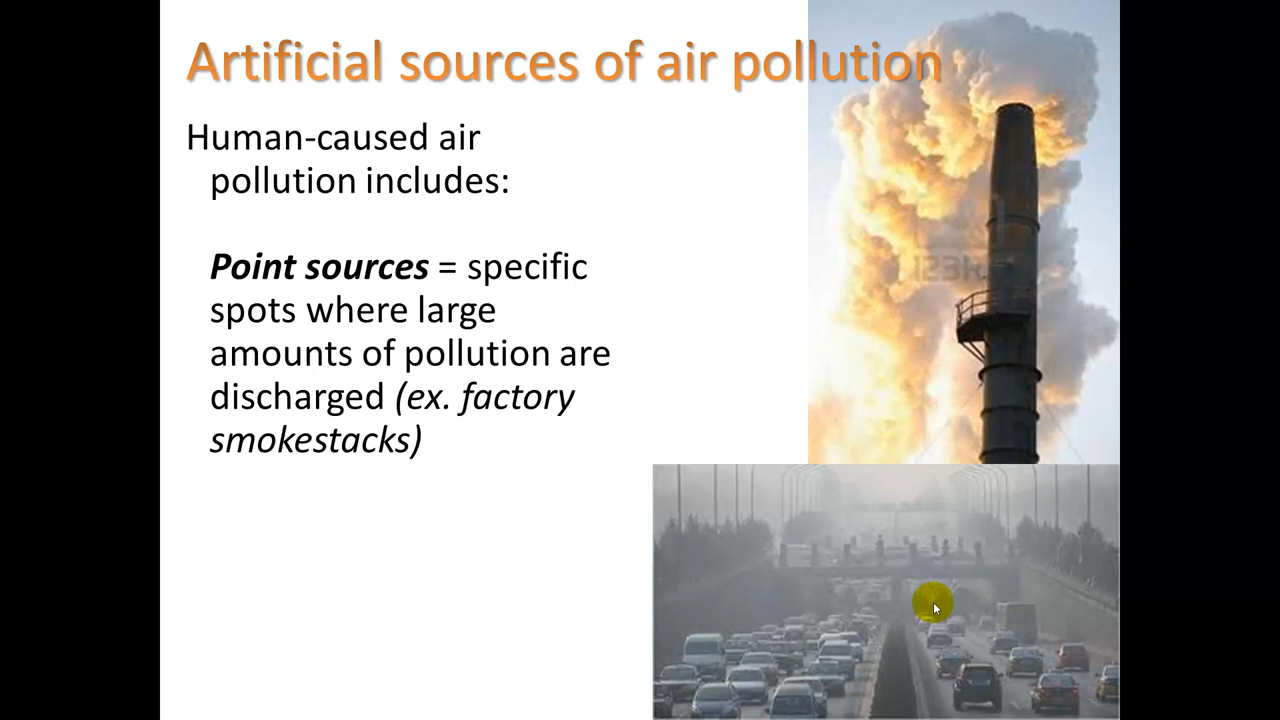 Artificial sources of air pollution
Human-caused air
pollution includes:
Point sources = specific
spots where large
amounts of pollution are
discharged (ex. factory
smokestacks)